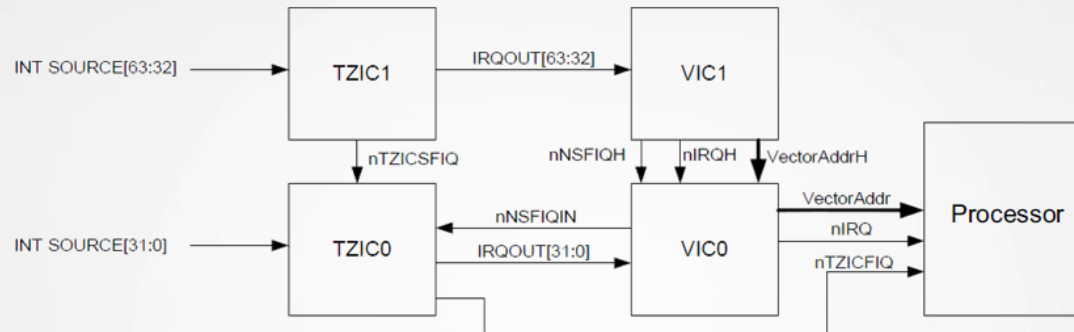 INT SOURCE[63:32]
TZIC1
IRQOUT[63:32]
VIC1
nTZICSFIQ
nNSFIQH
nIRQH
VectorAddrH
INT SOURCE[31:0]
TZIC0
nNSFIQIN
IRQOUT[31:0]
VIC0
VectorAddr
nIRQ
nTZICFIQ
Processor